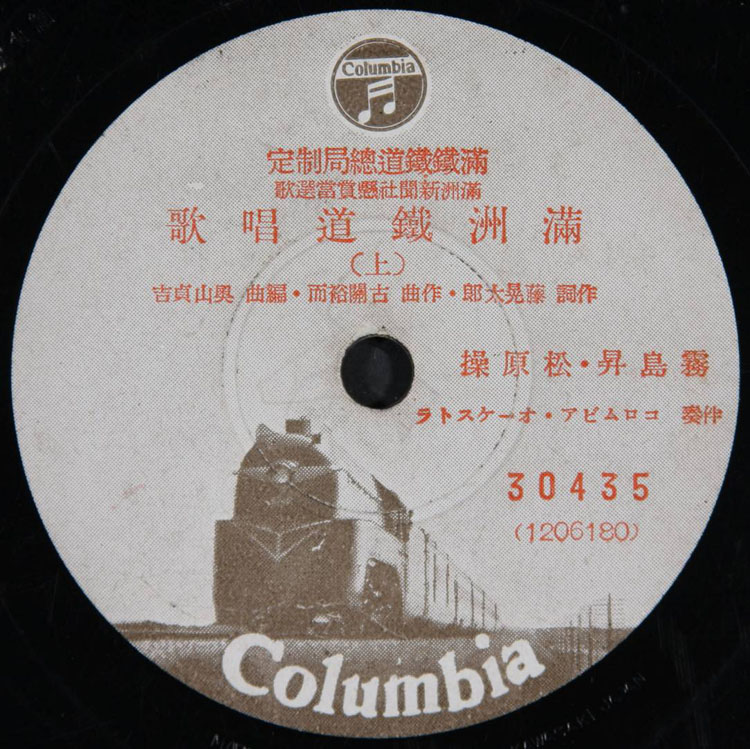 Columbia
滿鐵鐵道總局制定
滿洲新聞社懸賞當選歌
滿洲鐵道唱歌
(上)
作詞 藤晃太郎・作曲 古關裕而・編曲 奥山貞吉
霧島昇・松原操
伴奏 コロムビア・オーケストラ
30435
(1206180)
Columbia